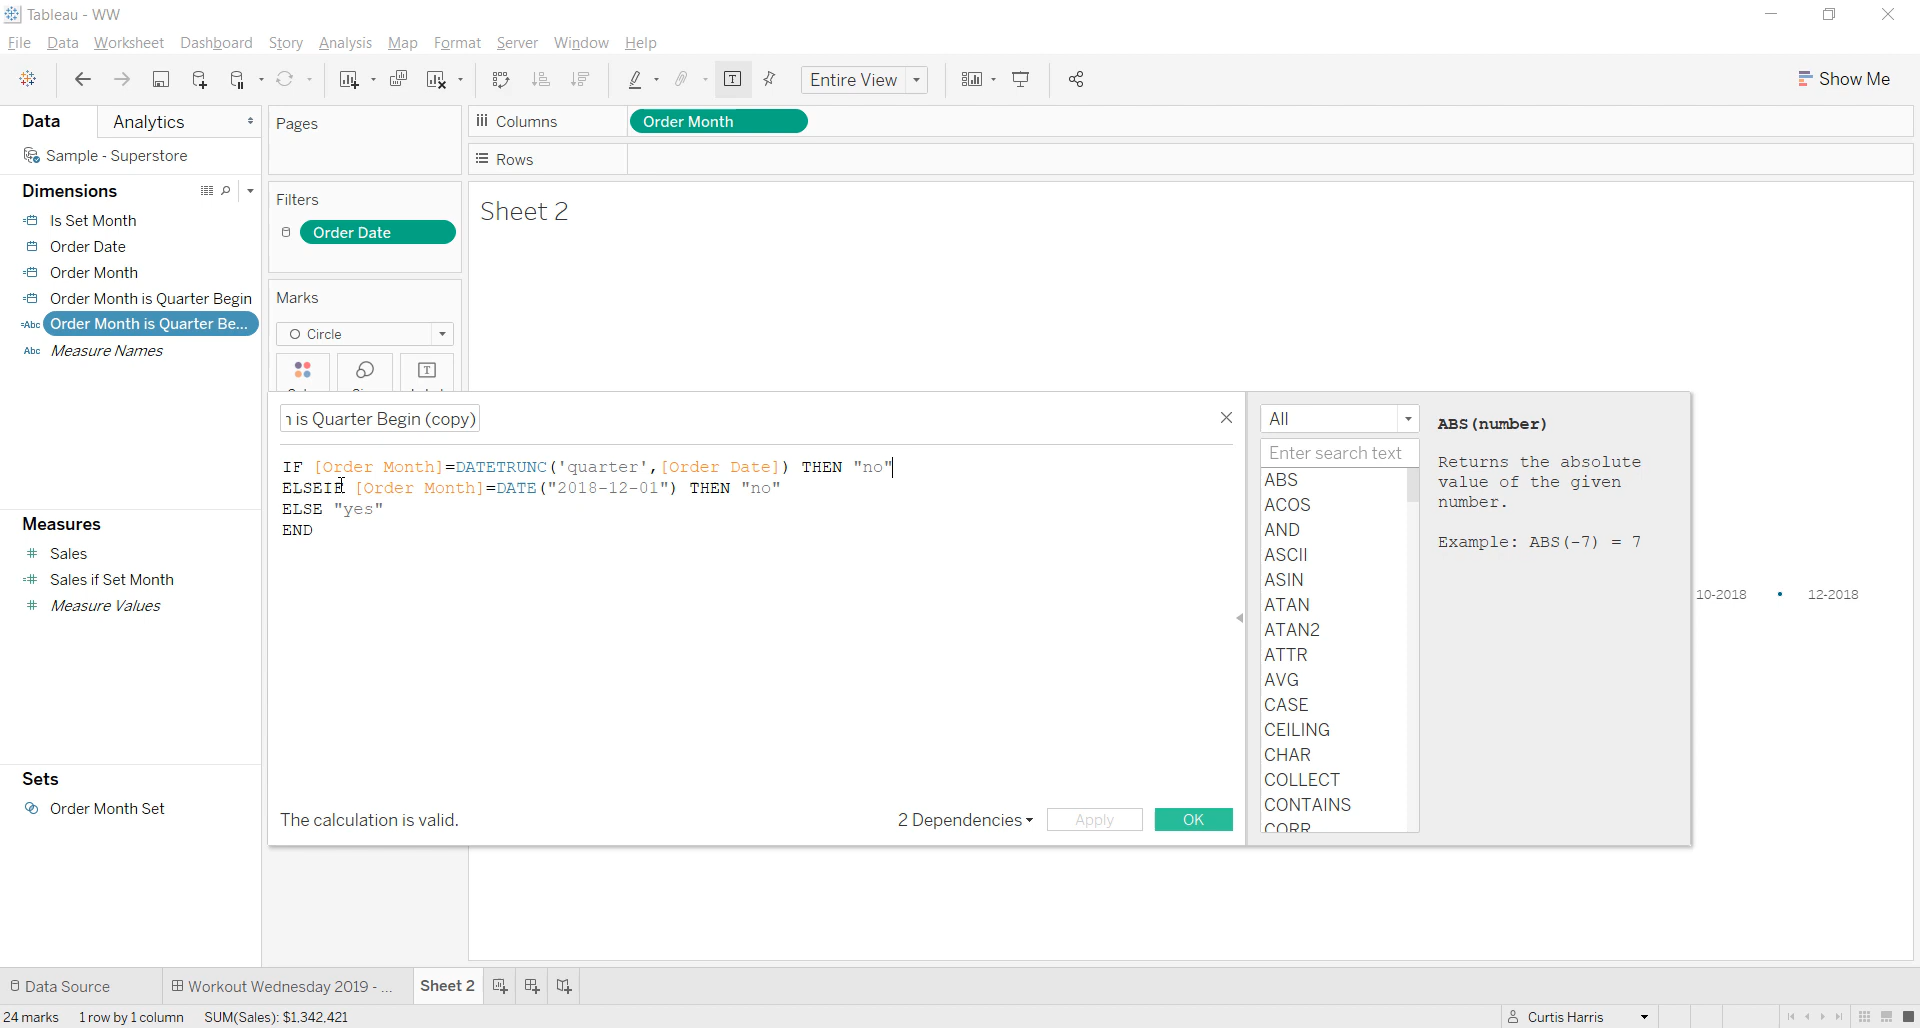 Tableau - WW
File Data Worksheet Dashboard Story Analysis Map Format Server Window Help
Entire View
Show Me
Data
Analytics
Sample - Superstore
Dimensions
Is Set Month
Order Date
Order Month
Order Month is Quarter Begin
=Abc Order Month is Quarter Be...
Abc Measure Names
Measures
Sales
Sales if Set Month
Measure Values
Sets
Order Month Set
Pages
Filters
Order Date
Marks
Circle
Columns
Order Month
Rows
Sheet 2
is Quarter Begin (copy)
IF [Order Month]=DATETRUNC('quarter',[Order Date]) THEN "no"
ELSEIF [Order Month]=DATE("2018-12-01") THEN "no"
ELSE "yes"
END
The calculation is valid.
2 Dependencies
Apply
OK
All
Enter search text
ABS
ACOS
AND
ASCII
ASIN
ATAN
ATAN2
ATTR
AVG
CASE
CEILING
CHAR
COLLECT
CONTAINS
CORR
ABS(number)
Returns the absolute
value of the given
number.
Example: ABS(-7) = 7
10-2018
12-2018
Data Source
Workout Wednesday 2019 - ...
Sheet 2
24 marks
1 row by 1 column
SUM(Sales): $1,342,421
Curtis Harris